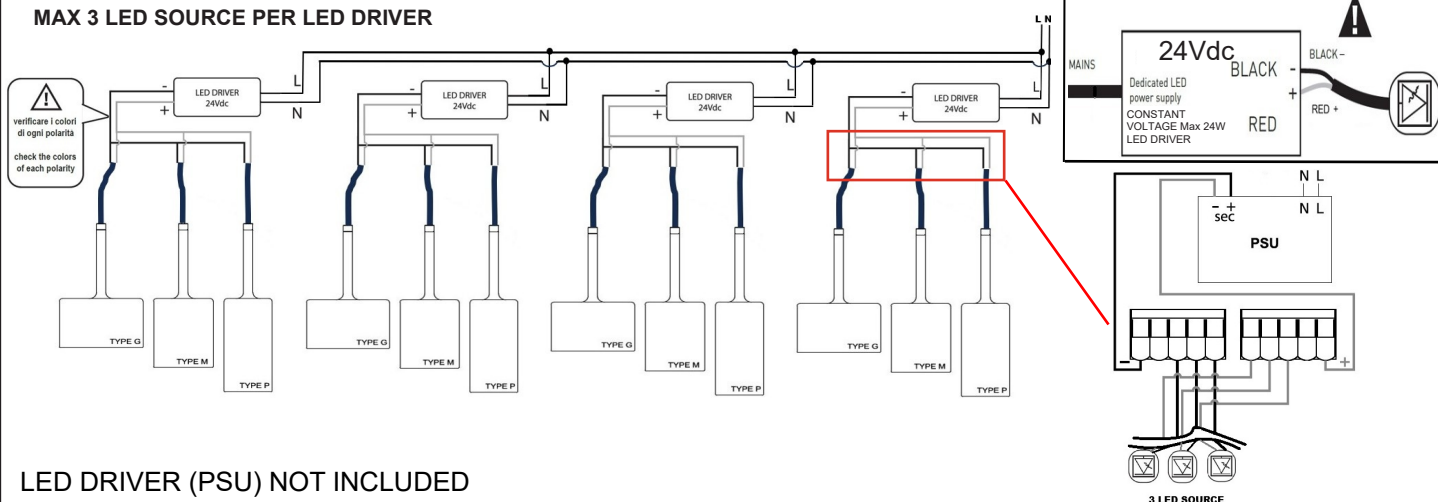 MAX 3 LED SOURCE PER LED DRIVER
L N
verificare i colori
di ogni polarità
check the colors
of each polarity
-
+
LED DRIVER
24Vdc
L
N
TYPE G
TYPE M
TYPE P
-
+
LED DRIVER
24Vdc
L
N
TYPE G
TYPE M
TYPE P
-
+
LED DRIVER
24Vdc
L
N
TYPE G
TYPE M
TYPE P
-
+
LED DRIVER
24Vdc
L
N
TYPE G
TYPE M
TYPE P
MAINS
24Vdc
BLACK -
Dedicated LED
power supply
CONSTANT
VOLTAGE Max 24W
LED DRIVER
+
RED
BLACK -
RED +
N L
- +
sec
N L
PSU
-
+
3 LED SOURCE
LED DRIVER (PSU) NOT INCLUDED